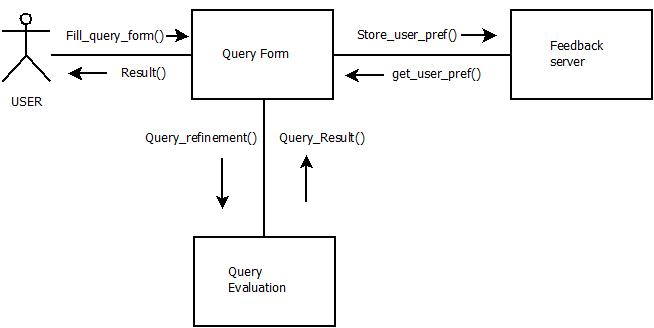 Fill_query_form()
Store_user_pref()
Query Form
Feedback
server
Result()
get_user_pref()
USER
Query_refinement()
Query_Result()
Query
Evaluation